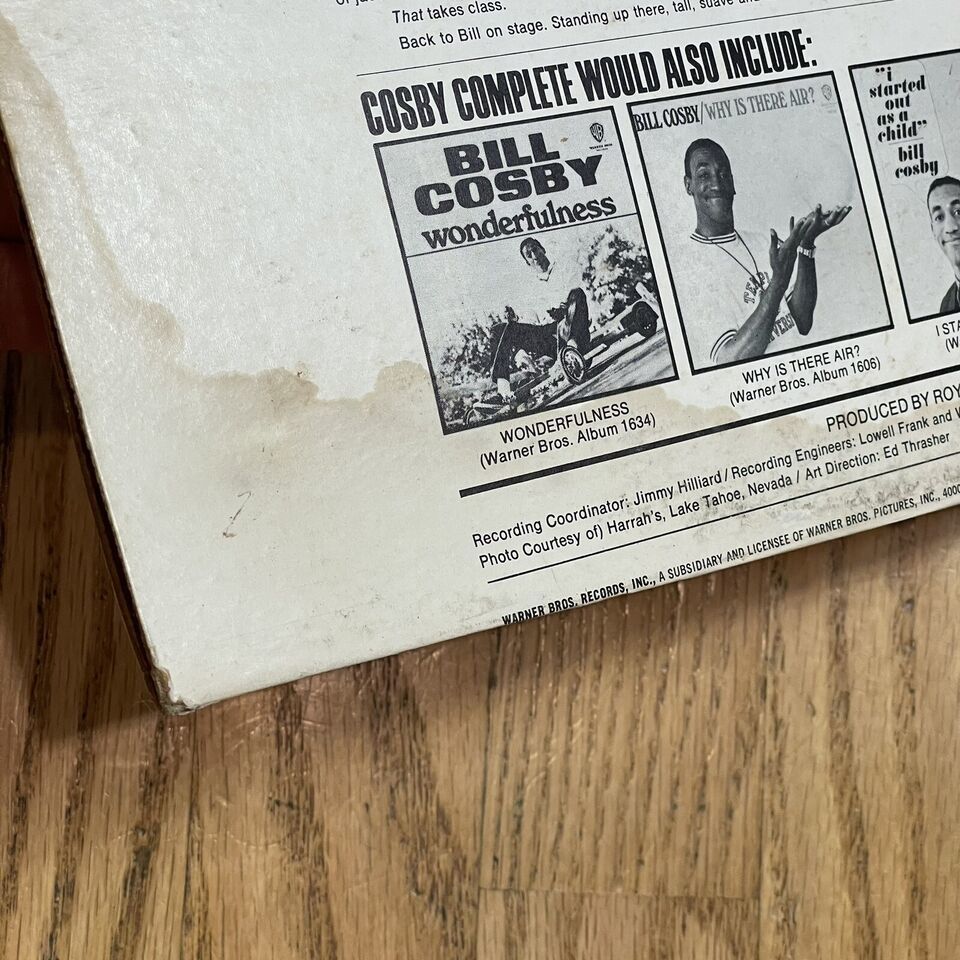 That takes class.
Back to Bill on stage. Standing up there, tall, suave
COSBY COMPLETE WOULD ALSO INCLUDE:
BILL
COSBY
wonderfulness
WONDERFULNESS
(Warner Bros. Album 1634)
BILL COSBY/WHY IS THERE AIR?
WHY IS THERE AIR?
(Warner Bros. Album 1606)
"i
started
out
as a
child"
bill
cosby
I STA
(W
PRODUCED BY ROY
Recording Coordinator: Jimmy Hilliard / Recording Engineers: Lowell Frank and
Photo Courtesy of) Harrah's, Lake Tahoe, Nevada / Art Direction: Ed Thrasher
WARNER BROS. RECORDS, INC., A SUBSIDIARY AND LICENSEE OF WARNER BROS. PICTURES, INC., 4000